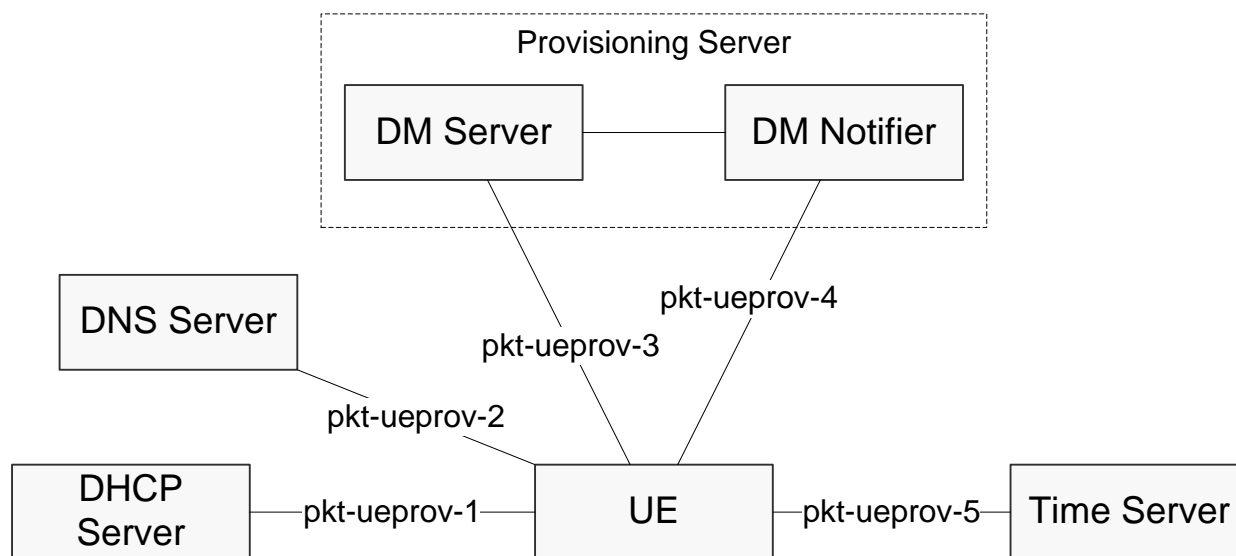 Provisioning Server
DM Server
DM Notifier
pkt-ueprov-4
DNS Server
pkt-ueprov-3
pkt-ueprov-2
DHCP
Server
pkt-ueprov-1
UE
pkt-ueprov-5
Time Server